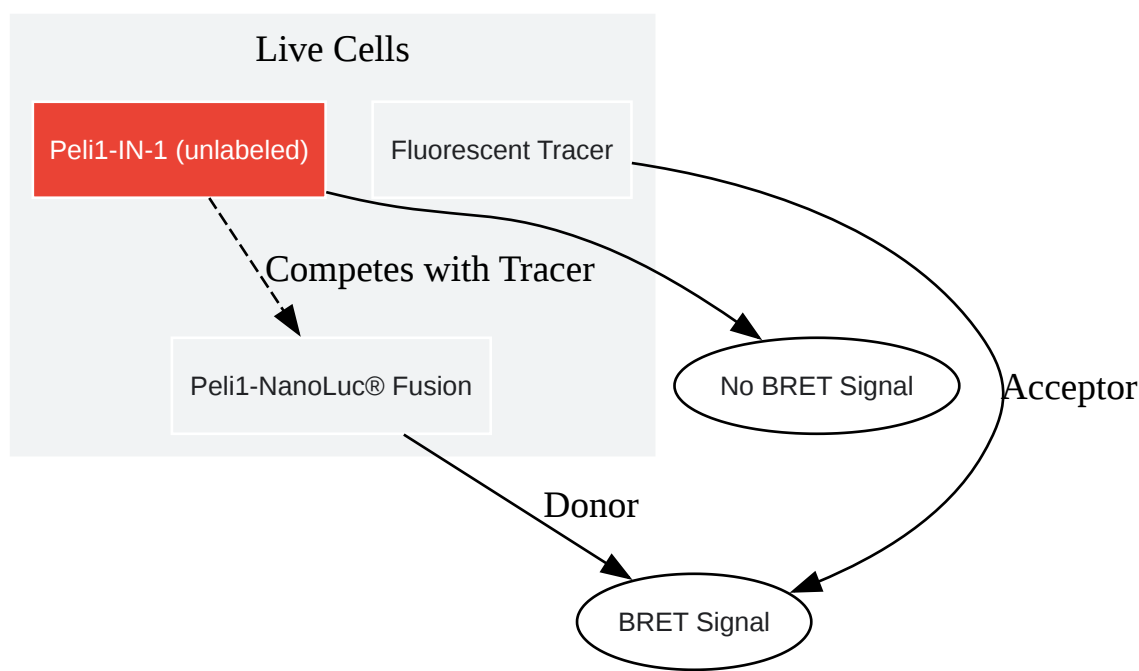 Live Cells
Peli1-IN-1 (unlabeled)
Fluorescent Tracer
Competes with Tracer
Peli1-NanoLuc® Fusion
No BRET Signal
Acceptor
Donor
BRET Signal